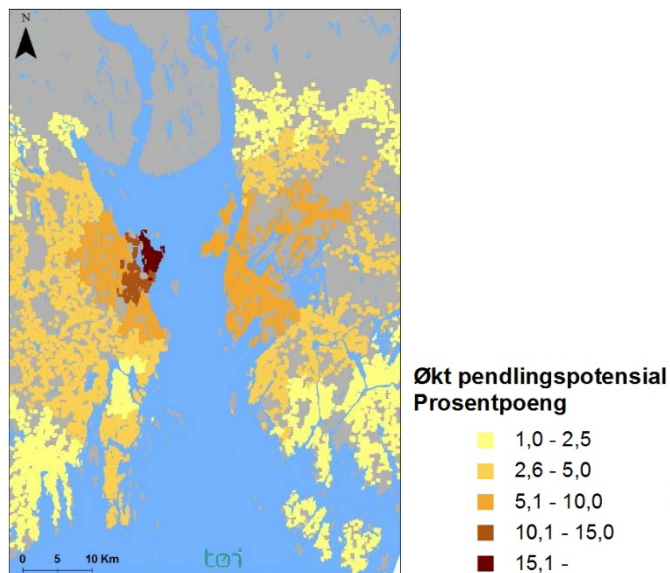 N
Økt pendlingspotensial
Prosentpoeng
1,0 - 2,5
2,6 - 5,0
5,1 - 10,0
10,1 - 15,0
15,1 -
0 5 10 Km
tøi